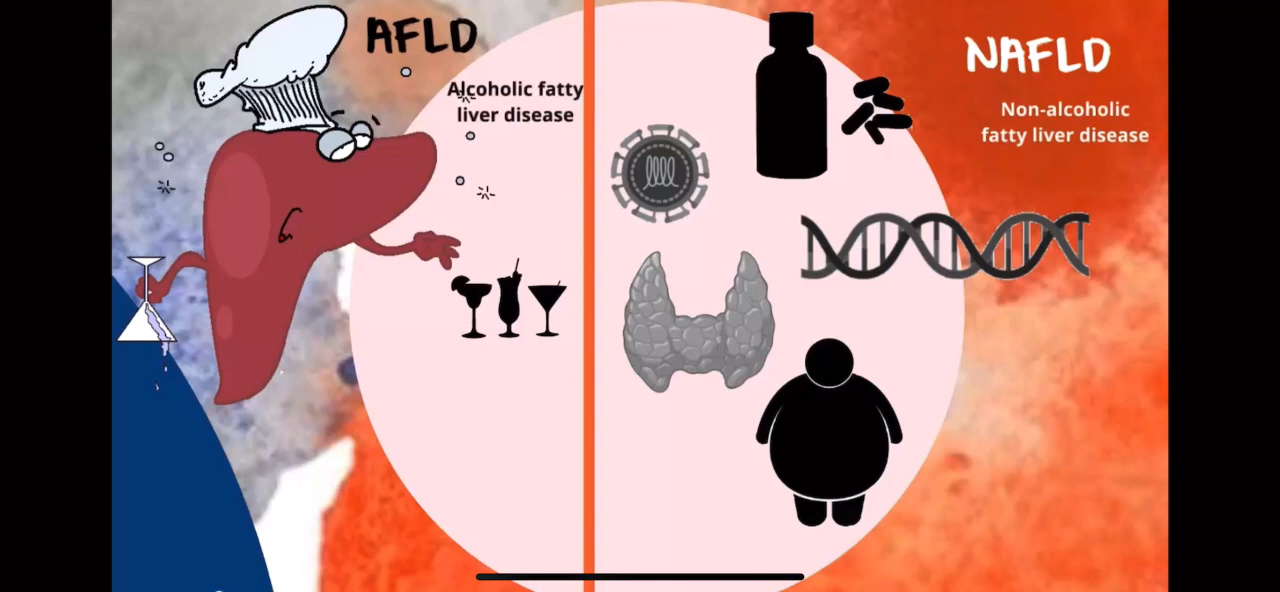 AFLD
Alcoholic fatty
liver disease
NAFLD
Non-alcoholic
fatty liver disease